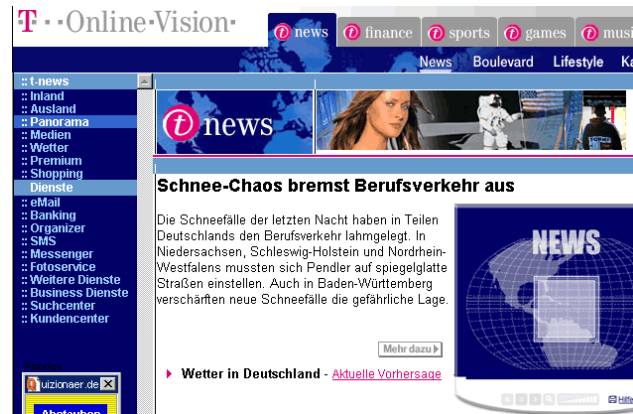 T · · Online · Vision ·
t news
t finance
t sports
t games
t musi
News Boulevard Lifestyle Ka
:: t-news
:: Inland
:: Ausland
:: Panorama
:: Medien
:: Wetter
:: Premium
:: Shopping
Dienste
:: eMail
:: Banking
:: Organizer
:: SMS
:: Messenger
:: Fotoservice
:: Weitere Dienste
:: Business Dienste
:: Suchcenter
:: Kundencenter
uizionaer.de
Abstauben
t news
Schnee-Chaos bremst Berufsverkehr aus
Die Schneefälle der letzten Nacht haben in Teilen
Deutschlands den Berufsverkehr lahmgelegt. In
Niedersachsen, Schleswig-Holstein und Nordrhein-
Westfalens mussten sich Pendler auf spiegelglatte
Straßen einstellen. Auch in Baden-Württemberg
verschärften neue Schneefälle die gefährliche Lage.
Mehr dazu
Wetter in Deutschland - Aktuelle Vorhersage
NEWS
Hilfe